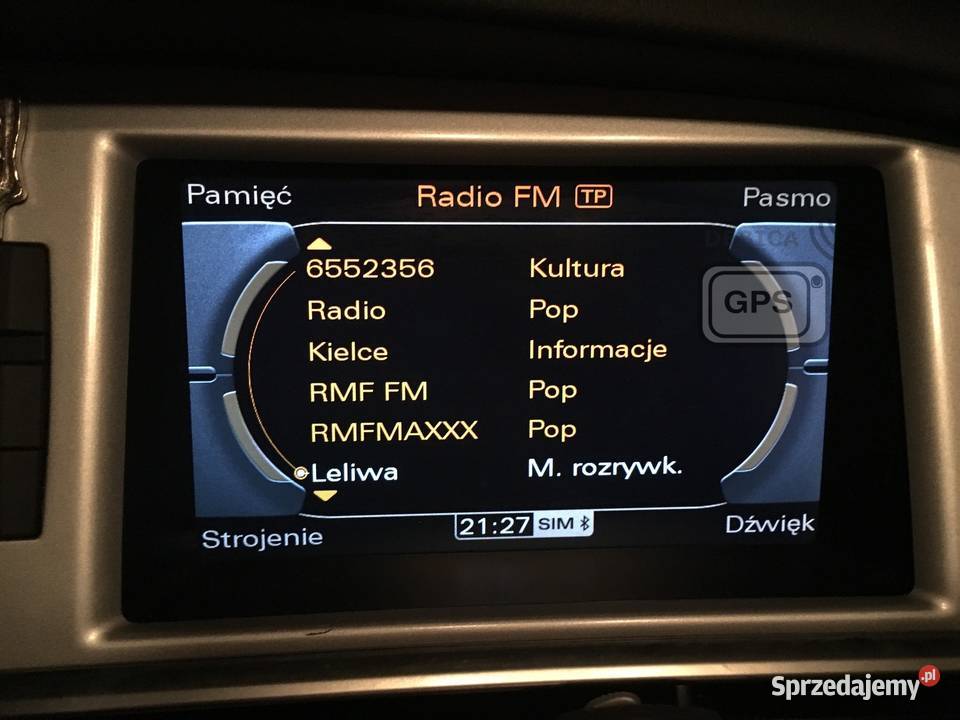 Pamięć Radio FM TP Pasmo
DĘBICA
6552356 Kultura
GPS
Radio Pop
Kielce Informacje
RMF FM Pop
RMFMAXXX Pop
Leliwa M. rozrywk.
Strojenie 21:27 SIM Dźwięk
Sprzedajemy.pl